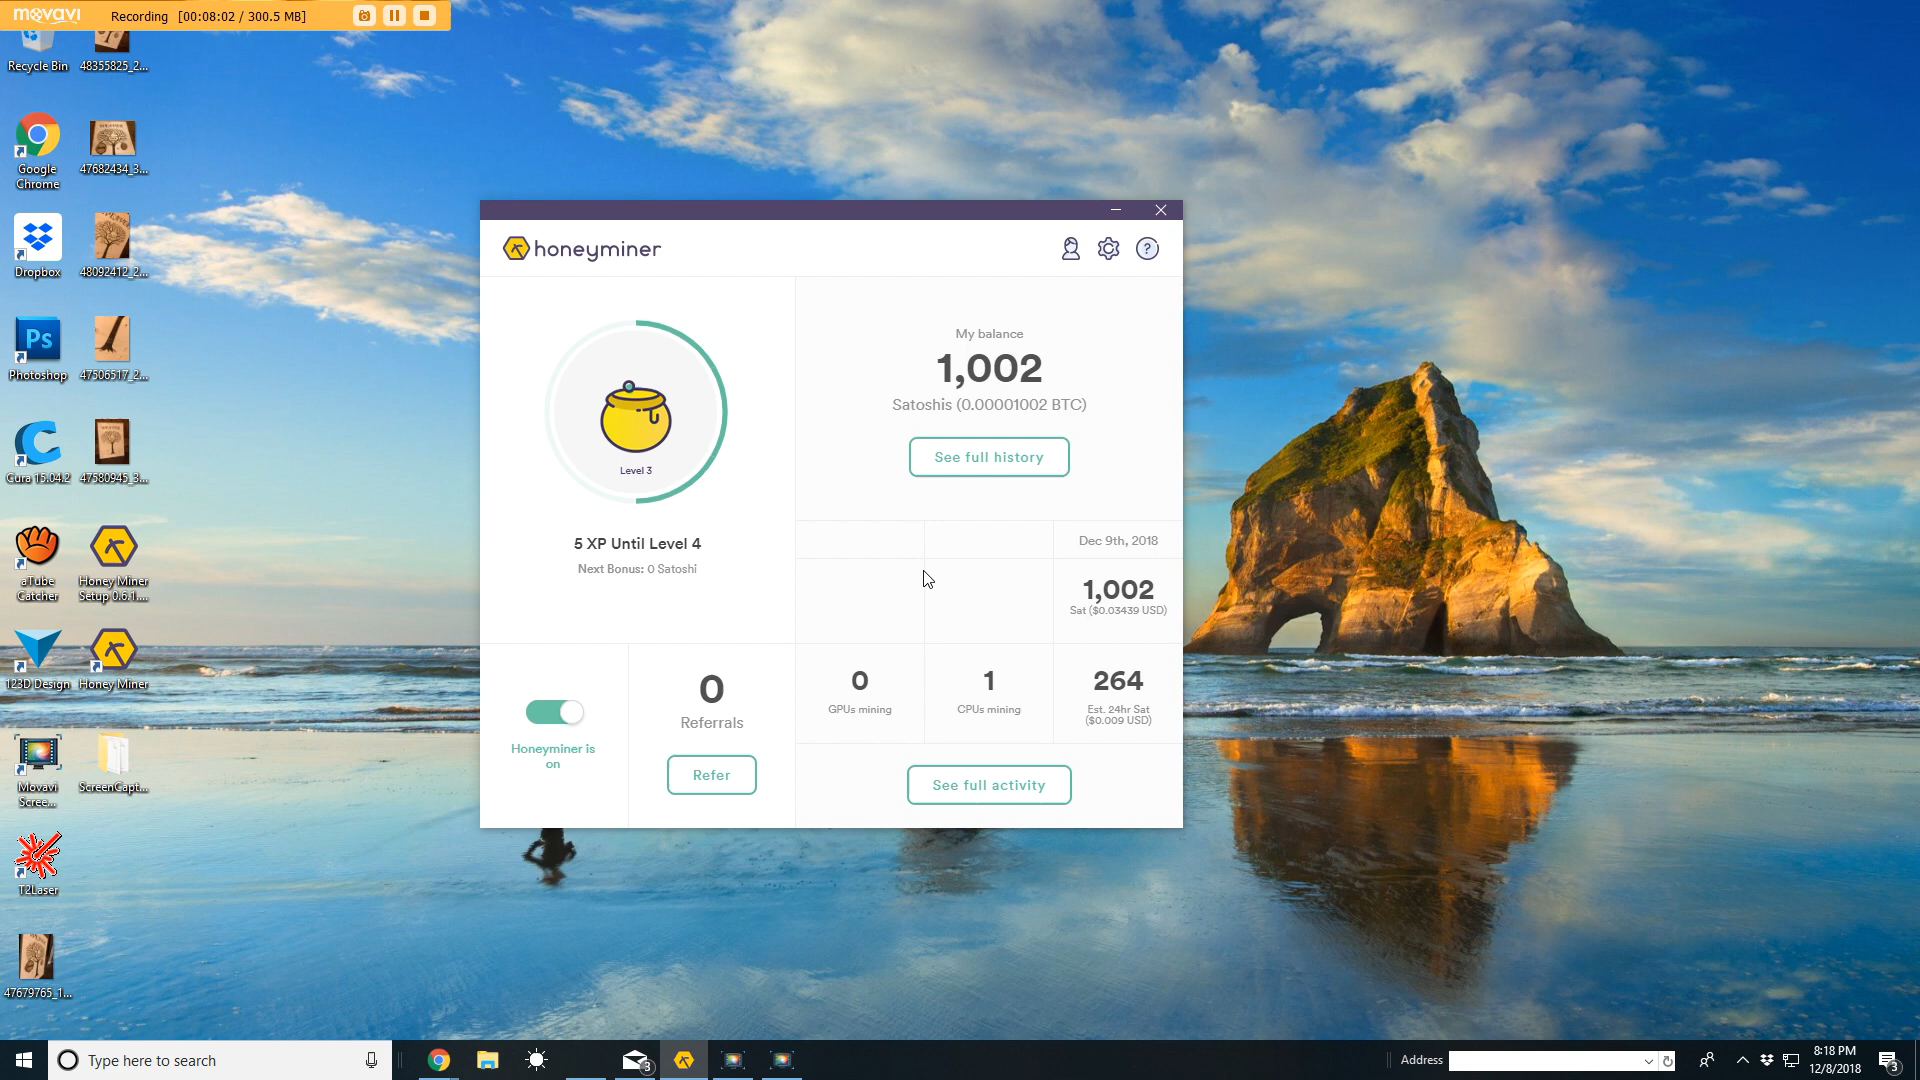 movavi
Recording [00:08:02 / 300.5 MB]
Recycle Bin
48355825_2...
Google
Chrome
47682434_3...
Dropbox
48092412_2...
Ps
Photoshop
47506517_2...
Cura 15.04.2
47580945_3...
aTube
Catcher
Honey Miner
Setup 0.6.1....
123D Design
Honey Miner
Movavi
Scree...
ScreenCapt...
T2Laser
47679765_1...
honeyminer
?
Level 3
5 XP Until Level 4
Next Bonus: 0 Satoshi
My balance
1,002
Satoshis (0.00001002 BTC)
See full history
Dec 9th, 2018
1,002
Sat ($0.03439 USD)
Honeyminer is
on
0
Referrals
Refer
0
GPUs mining
1
CPUs mining
264
Est. 24hr Sat
($0.009 USD)
See full activity
Type here to search
3
Address
8:18 PM
12/8/2018
3